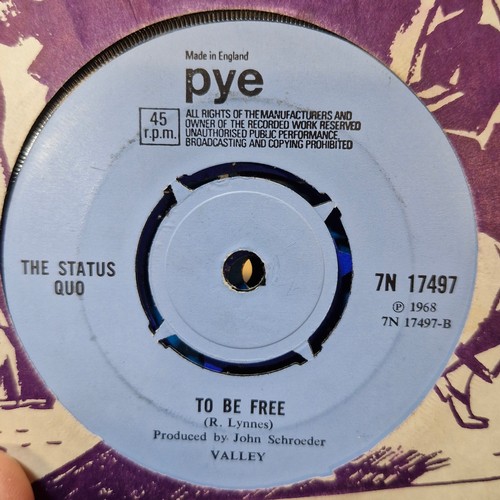 Made in England
pye
45
r.p.m.
ALL RIGHTS OF THE MANUFACTURERS AND
OWNER OF THE RECORDED WORK RESERVED
UNAUTHORISED PUBLIC PERFORMANCE,
BROADCASTING AND COPYING PROHIBITED
THE STATUS
QUO
7N 17497
℗ 1968
7N 17497-B
TO BE FREE
(R. Lynnes)
Produced by John Schroeder
VALLEY